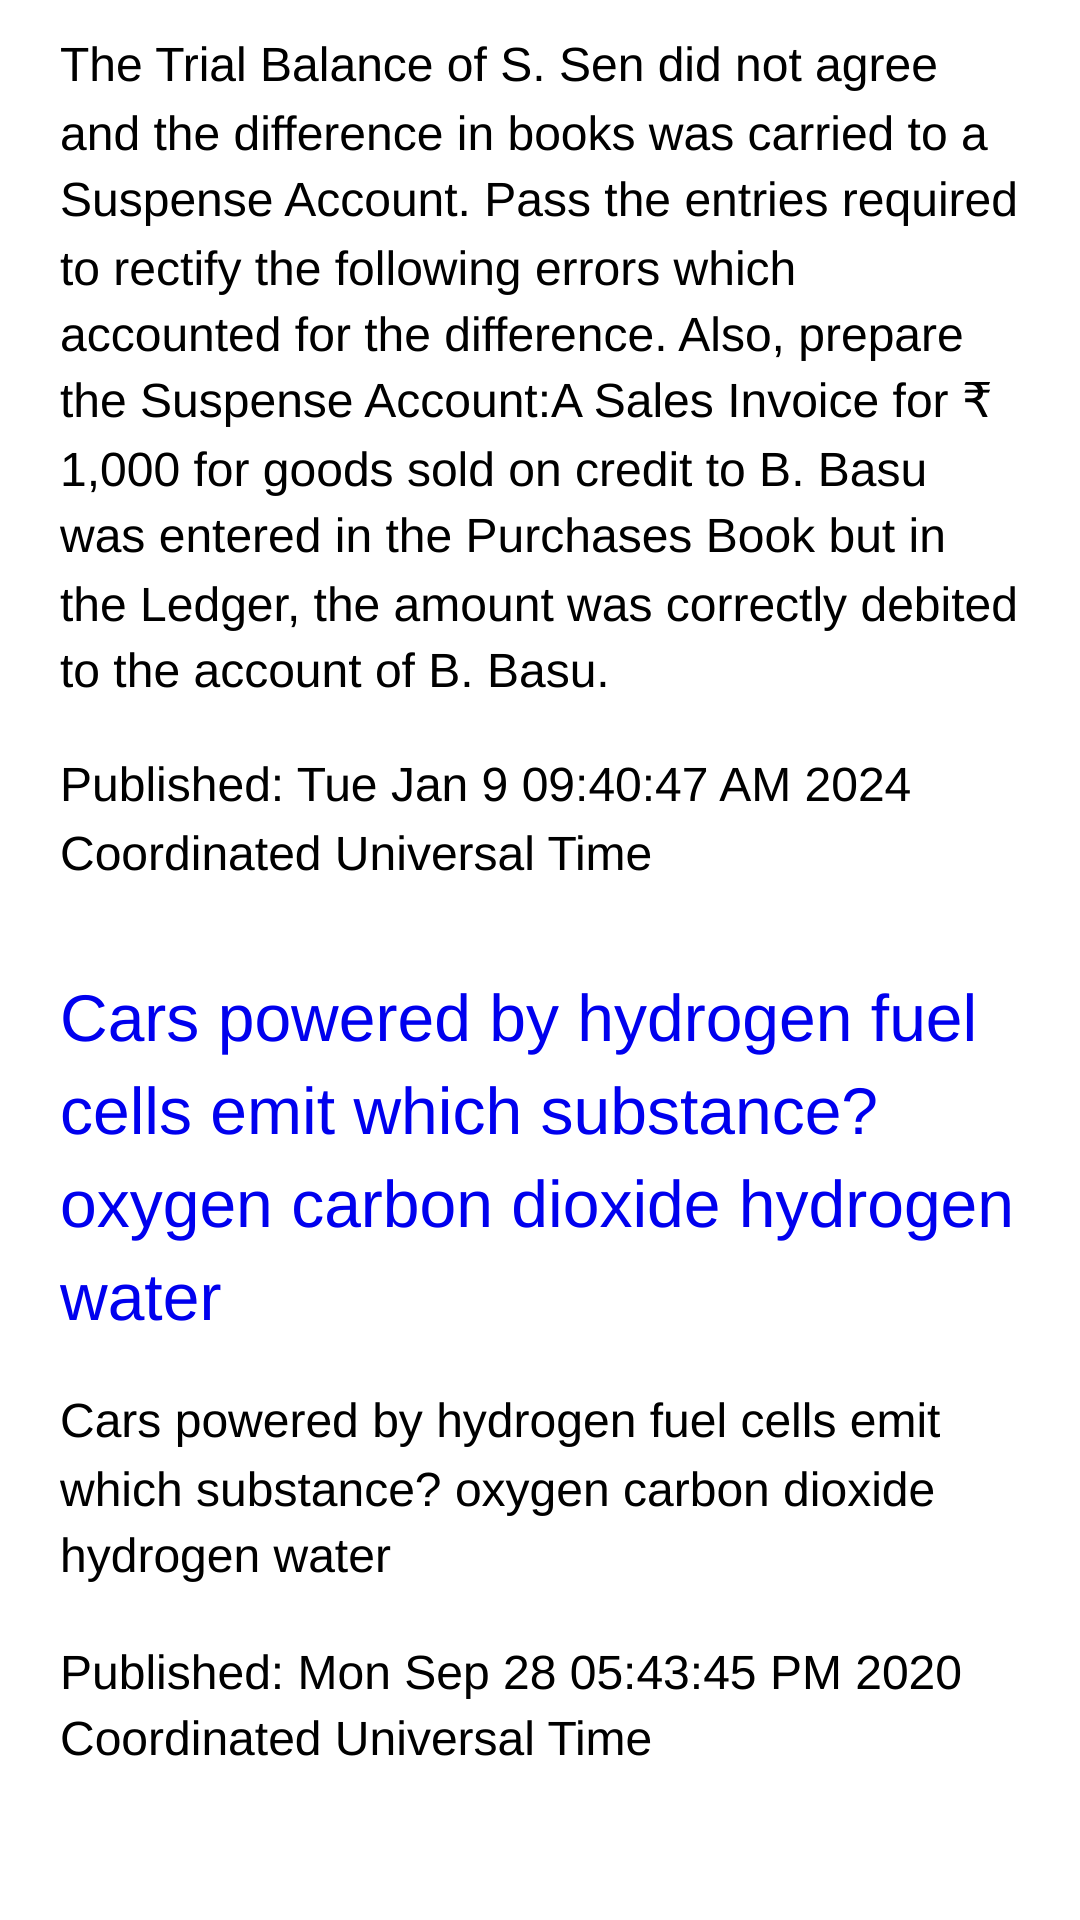 The Trial Balance of S. Sen did not agree
and the difference in books was carried to a
Suspense Account. Pass the entries required
to rectify the following errors which
accounted for the difference. Also, prepare
the Suspense Account:A Sales Invoice for ₹
1,000 for goods sold on credit to B. Basu
was entered in the Purchases Book but in
the Ledger, the amount was correctly debited
to the account of B. Basu.
Published: Tue Jan 9 09:40:47 AM 2024
Coordinated Universal Time
Cars powered by hydrogen fuel
cells emit which substance?
oxygen carbon dioxide hydrogen
water
Cars powered by hydrogen fuel cells emit
which substance? oxygen carbon dioxide
hydrogen water
Published: Mon Sep 28 05:43:45 PM 2020
Coordinated Universal Time